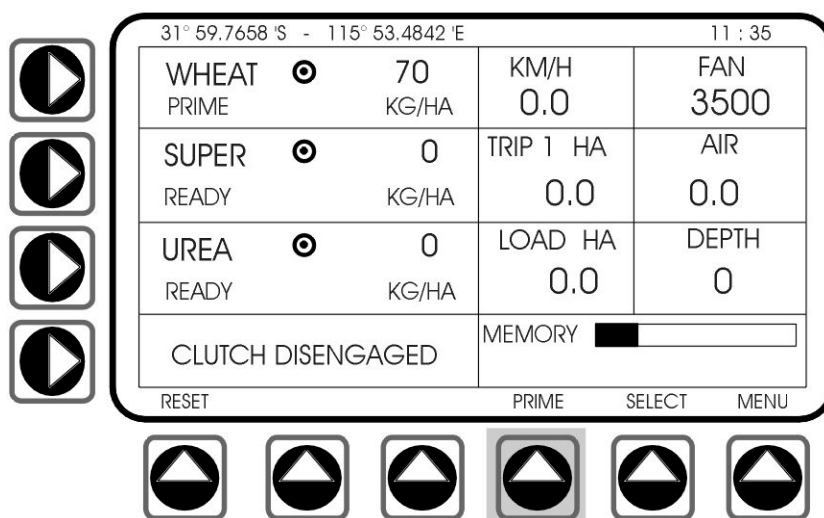 31° 59.7658 'S - 115° 53.4842 'E 11 : 35
WHEAT 70
PRIME KG/HA
KM/H
0.0
FAN
3500
SUPER 0
READY KG/HA
TRIP 1 HA
0.0
AIR
0.0
UREA 0
READY KG/HA
LOAD HA
0.0
DEPTH
0
CLUTCH DISENGAGED
MEMORY
RESET PRIME SELECT MENU